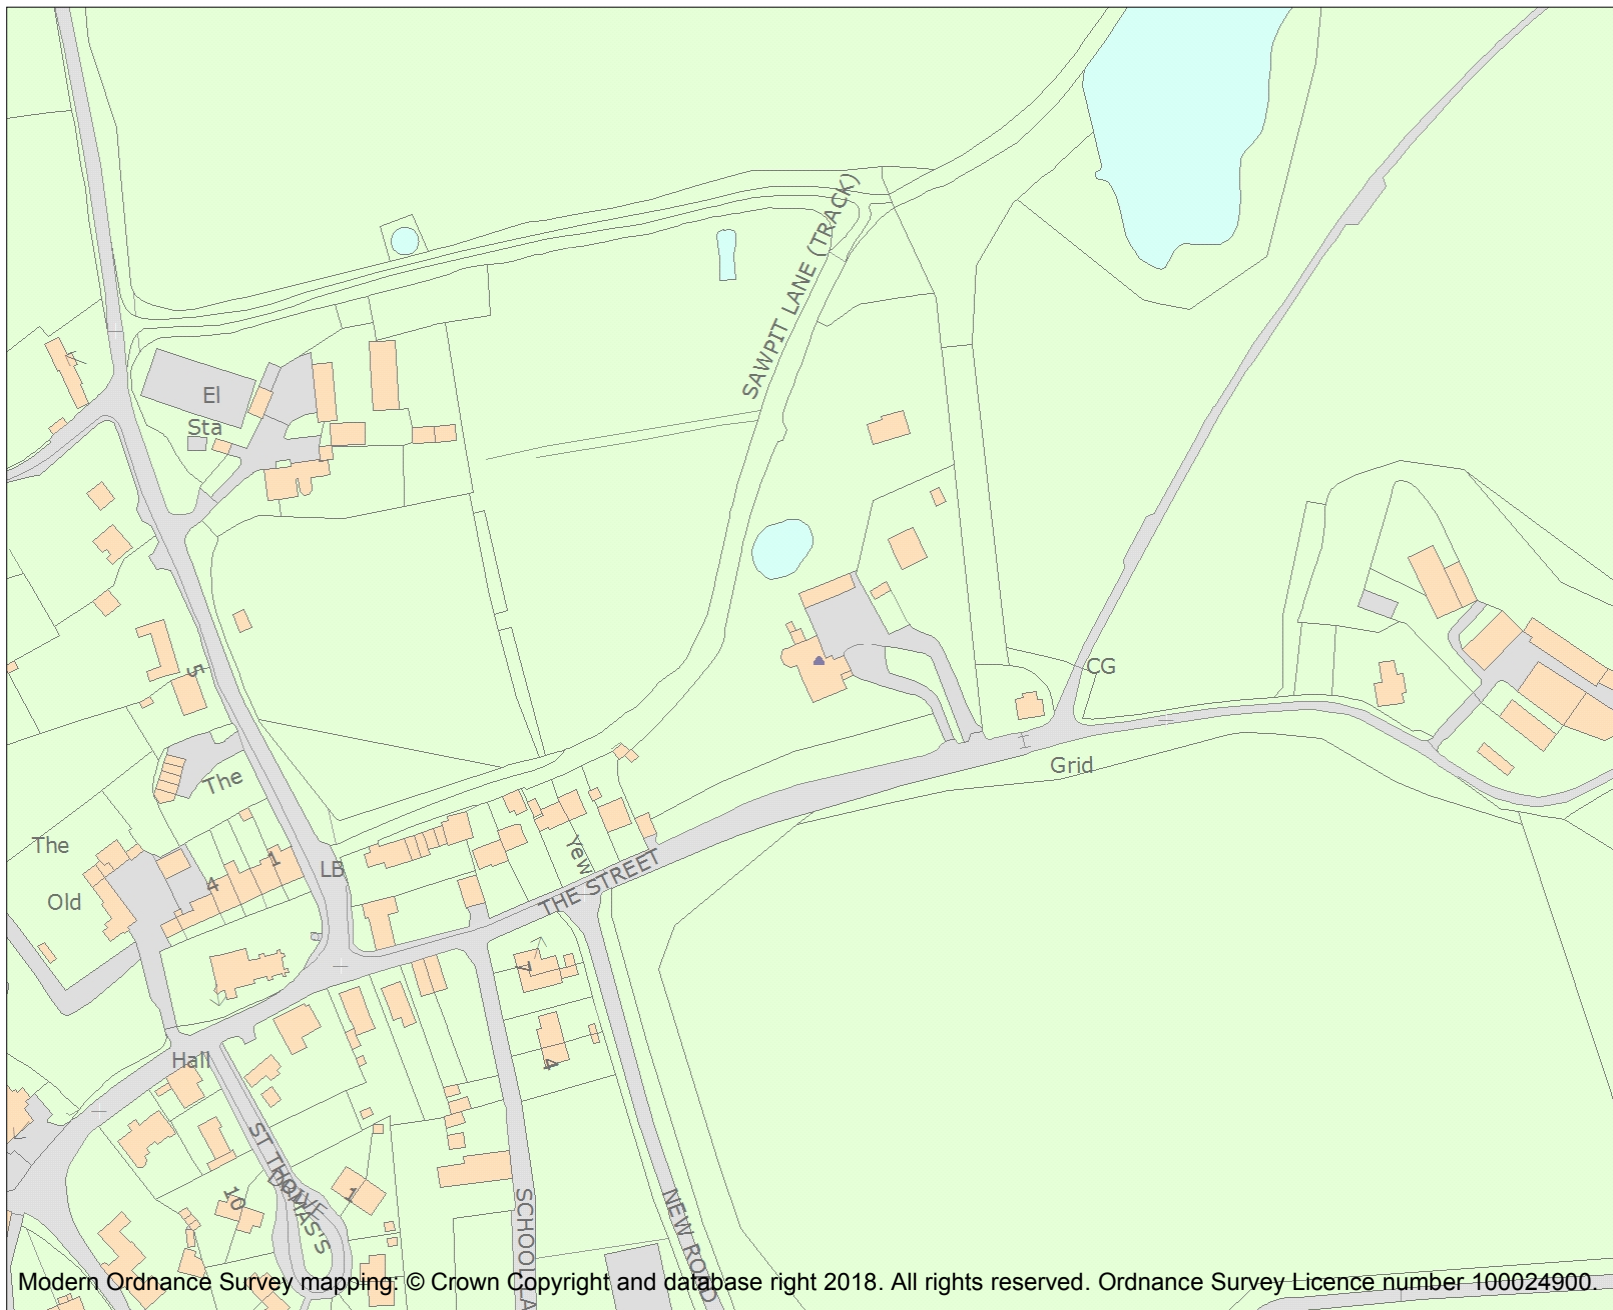 SAWPIT LANE (TRACK)
El
Sta
5
CG
Grid
The
The
Old
1
4
LB
Yew
THE STREET
7
4
Hall
ST THOMAS'S
DRIVE
10
1
SCHOOL LA
NEW ROAD
Modern Ordnance Survey mapping: © Crown Copyright and database right 2018. All rights reserved. Ordnance Survey Licence number 100024900.